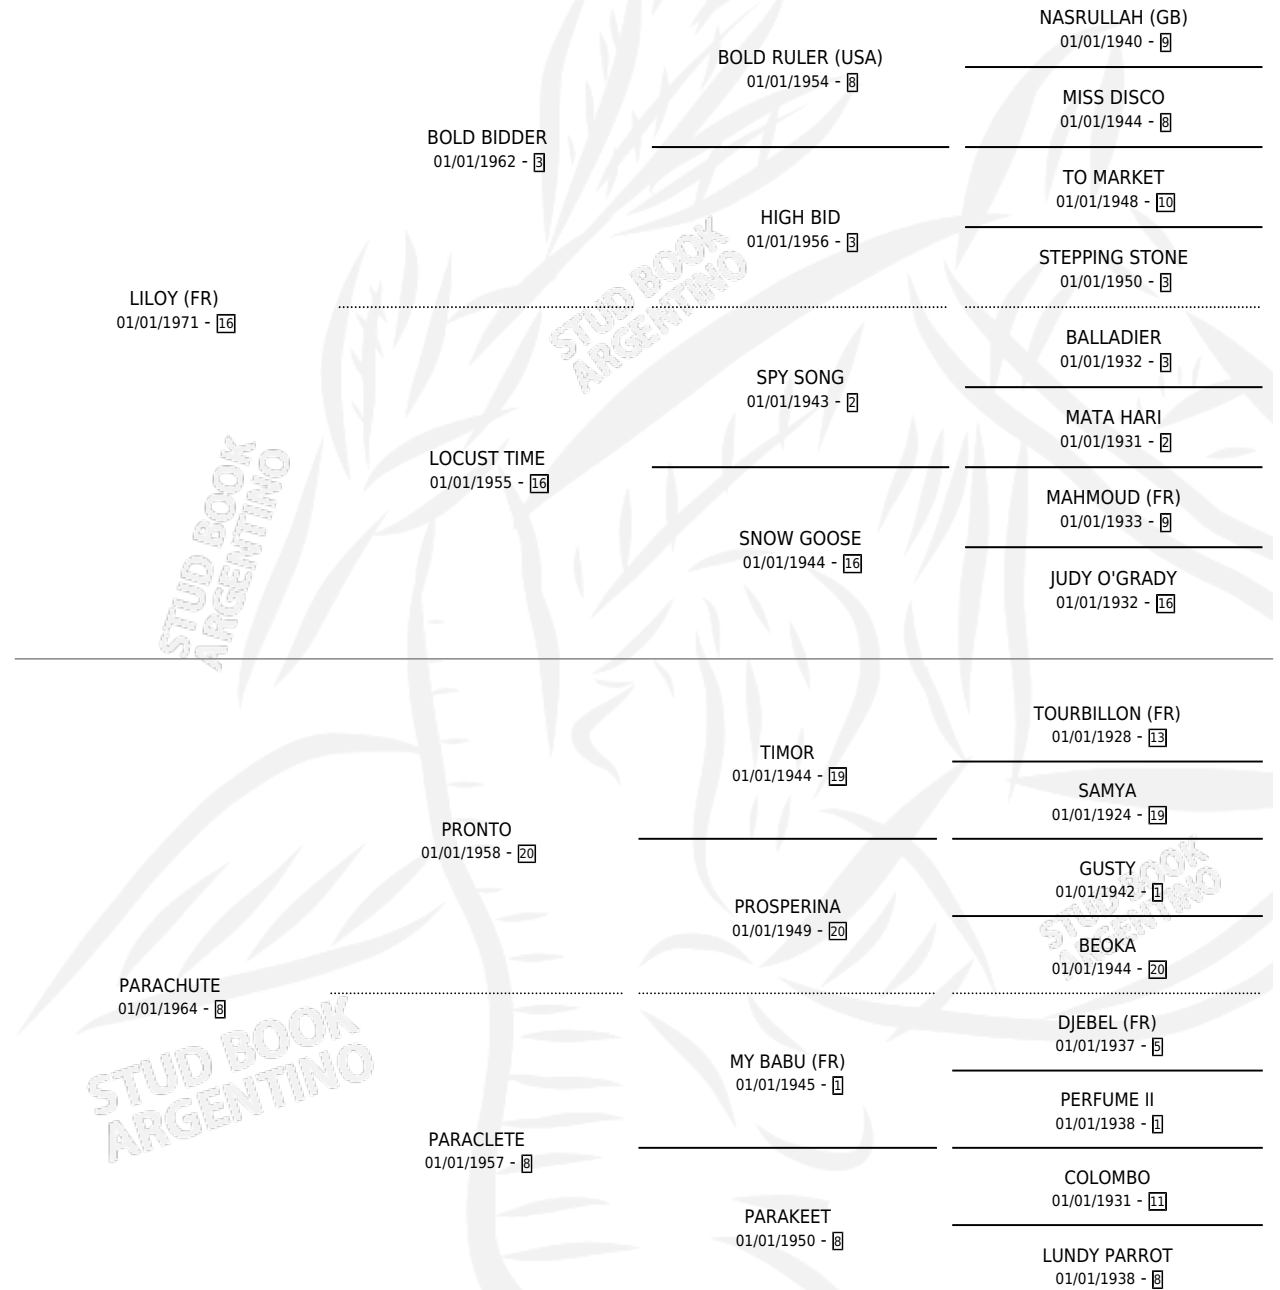 NASRULLAH (GB)
01/01/1940 - 9
BOLD RULER (USA)
01/01/1954 - 8
MISS DISCO
01/01/1944 - 8
BOLD BIDDER
01/01/1962 - 3
TO MARKET
01/01/1948 - 10
HIGH BID
01/01/1956 - 3
STEPPING STONE
01/01/1950 - 3
LILOY (FR)
01/01/1971 - 16
BALLADIER
01/01/1932 - 3
SPY SONG
01/01/1943 - 2
MATA HARI
01/01/1931 - 2
LOCUST TIME
01/01/1955 - 16
MAHMOUD (FR)
01/01/1933 - 9
SNOW GOOSE
01/01/1944 - 16
JUDY O'GRADY
01/01/1932 - 16
TOURBILLON (FR)
01/01/1928 - 13
TIMOR
01/01/1944 - 19
SAMYA
01/01/1924 - 19
PRONTO
01/01/1958 - 20
GUSTY
01/01/1942 - 1
PROSPERINA
01/01/1949 - 20
BEOKA
01/01/1944 - 20
PARACHUTE
01/01/1964 - 8
DJEBEL (FR)
01/01/1937 - 5
MY BABU (FR)
01/01/1945 - 1
PERFUME II
01/01/1938 - 1
PARACLETE
01/01/1957 - 8
COLOMBO
01/01/1931 - 11
PARAKEET
01/01/1950 - 8
LUNDY PARROT
01/01/1938 - 8
STUD BOOK
ARGENTINO
STUD BOOK
ARGENTINO
STUD BOOK
ARGENTINO
STUD BOOK
ARGENTINO